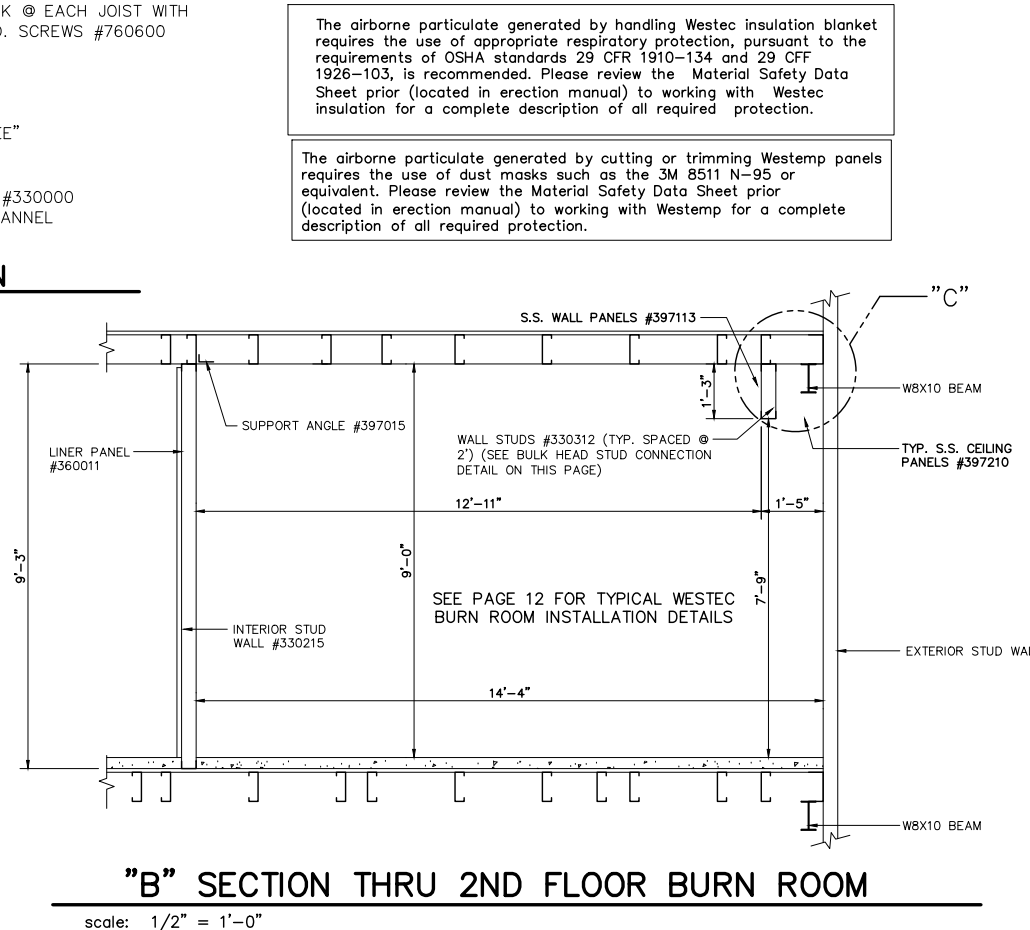 K @ EACH JOIST WITH
. SCREWS #760600
EE"
#330000
ANNEL
N
The airborne particulate generated by handling Westec insulation blanket
requires the use of appropriate respiratory protection, pursuant to the
requirements of OSHA standards 29 CFR 1910-134 and 29 CFF
1926-103, is recommended. Please review the Material Safety Data
Sheet prior (located in erection manual) to working with Westec
insulation for a complete description of all required protection.
The airborne particulate generated by cutting or trimming Westemp panels
requires the use of dust masks such as the 3M 8511 N-95 or
equivalent. Please review the Material Safety Data Sheet prior
(located in erection manual) to working with Westemp for a complete
description of all required protection.
"C"
S.S. WALL PANELS #397113
W8X10 BEAM
1'-3"
SUPPORT ANGLE #397015
WALL STUDS #330312 (TYP. SPACED @
2') (SEE BULK HEAD STUD CONNECTION
DETAIL ON THIS PAGE)
LINER PANEL
#360011
TYP. S.S. CEILING
PANELS #397210
12'-11"
1'-5"
9'-3"
9'-0"
7'-9"
SEE PAGE 12 FOR TYPICAL WESTEC
BURN ROOM INSTALLATION DETAILS
INTERIOR STUD
WALL #330215
EXTERIOR STUD WA
14'-4"
W8X10 BEAM
"B" SECTION THRU 2ND FLOOR BURN ROOM
scale: 1/2" = 1'-0"